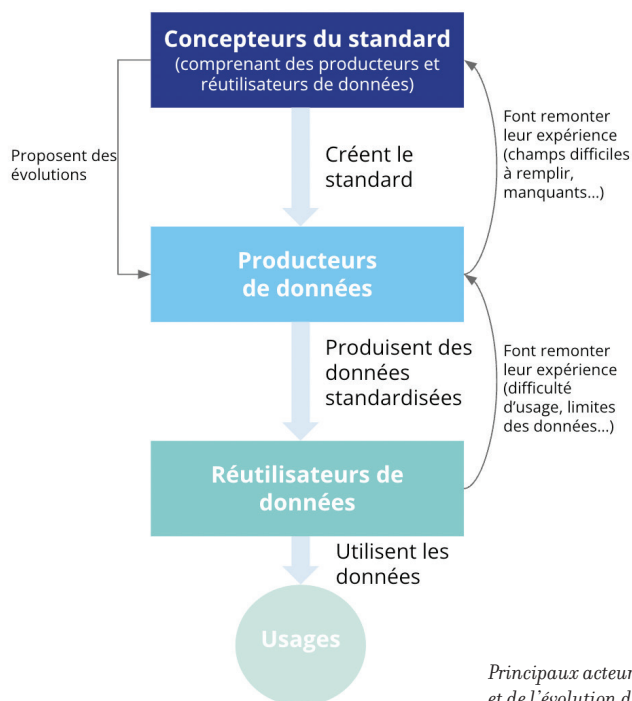 Concepteurs du standard
(comprenant des producteurs et
réutilisateurs de données)
Proposent des
évolutions
Créent le
standard
Font remonter
leur expérience
(champs difficiles
à remplir,
manquants...)
Producteurs
de données
Produisent des
données
standardisées
Font remonter
leur expérience
(difficulté
d'usage, limites
des données...)
Réutilisateurs de
données
Utilisent les
données
Usages
Principaux acteur
et de l'évolution d